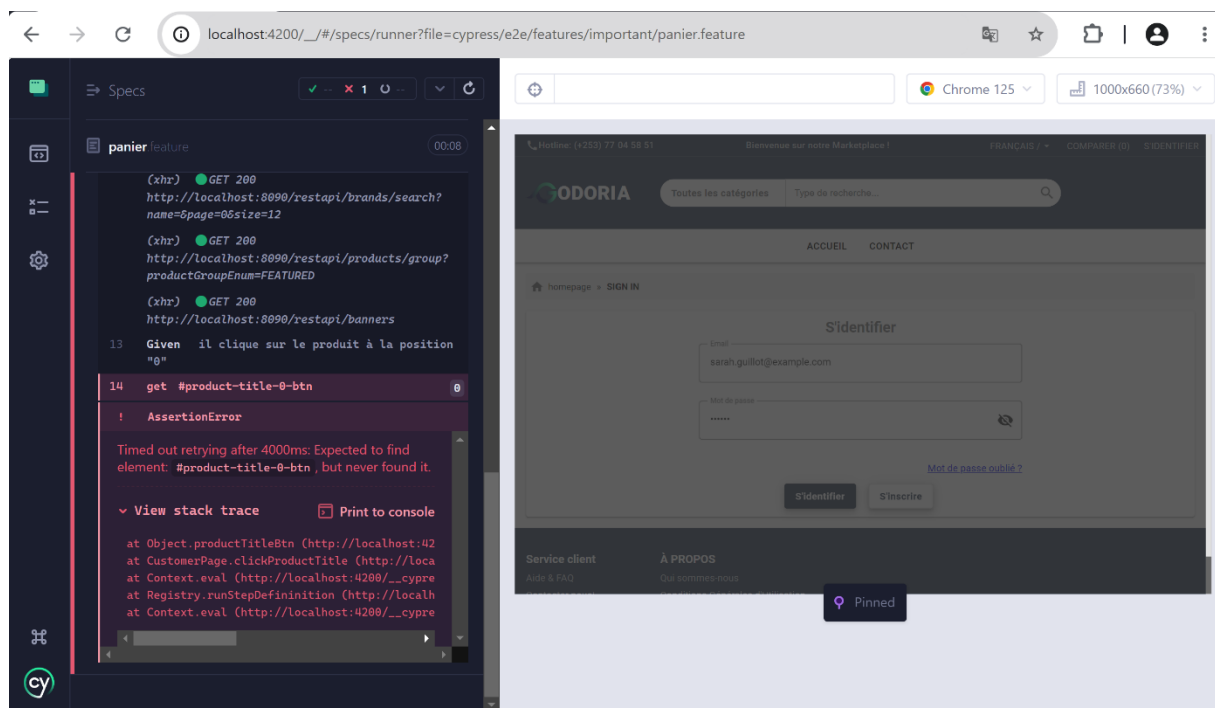 localhost:4200/__/#/specs/runner?file=cypress/e2e/features/important/panier.feature
Specs
-- 1 --
Chrome 125
1000x660 (73%)
panier.feature
00:08
(xhr) GET 200
http://localhost:8090/restapi/brands/search?
name=&page=0&size=12
(xhr) GET 200
http://localhost:8090/restapi/products/group?
productGroupEnum=FEATURED
(xhr) GET 200
http://localhost:8090/restapi/banners
13 Given il clique sur le produit à la position
"0"
14 get #product-title-0-btn 0
! AssertionError
Timed out retrying after 4000ms: Expected to find
element: #product-title-0-btn , but never found it.
View stack trace
Print to console
at Object.productTitleBtn (http://localhost:42
at CustomerPage.clickProductTitle (http://loca
at Context.eval (http://localhost:4200/__cypre
at Registry.runStepDefininition (http://localh
at Context.eval (http://localhost:4200/__cypre
cy
Hotline: (+253) 77 04 58 51
Bienvenue sur notre Marketplace !
FRANÇAIS /
COMPARER (0)
S'IDENTIFIER
GODORIA
Toutes les catégories
Type de recherche...
ACCUEIL
CONTACT
homepage > SIGN IN
S'identifier
Email
sarah.guillot@example.com
Mot de passe
Mot de passe oublié ?
S'identifier
S'inscrire
Service client
À PROPOS
Aide & FAQ
Qui sommes-nous
Pinned